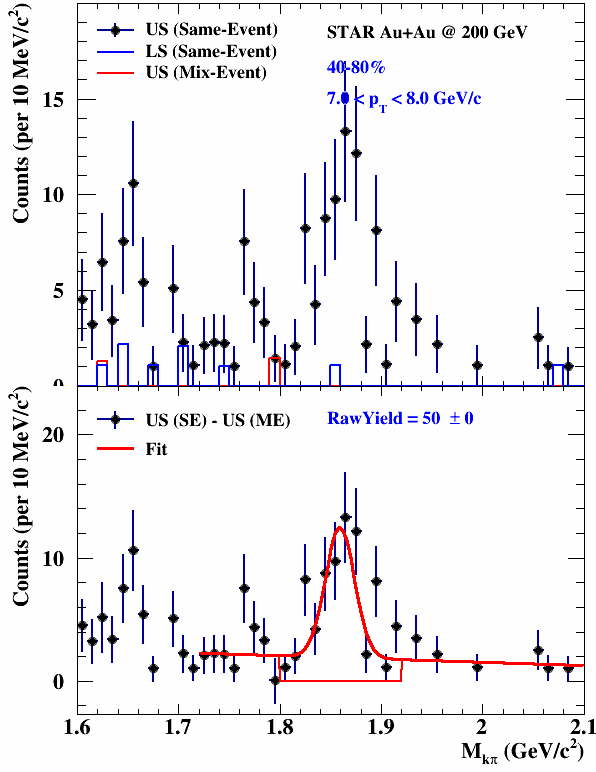 US (Same-Event)
LS (Same-Event)
US (Mix-Event)
STAR Au+Au @ 200 GeV
40-80%
7.0 < pT < 8.0 GeV/c
Counts (per 10 MeV/c²)
15
10
5
0
US (SE) - US (ME)
Fit
RawYield = 50 ± 0
Counts (per 10 MeV/c²)
20
10
0
1.6 1.7 1.8 1.9 2 2.1
Mkπ (GeV/c²)